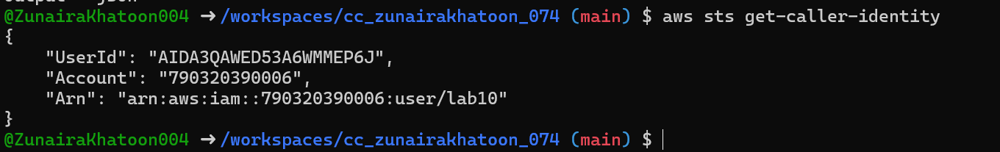 @ZunairaKhatoon004 → /workspaces/cc_zunairakhatoon_074 (main) $ aws sts get-caller-identity
{
    "UserId": "AIDA3QAWED53A6WMMEP6J",
    "Account": "790320390006",
    "Arn": "arn:aws:iam::790320390006:user/lab10"
}
@ZunairaKhatoon004 → /workspaces/cc_zunairakhatoon_074 (main) $